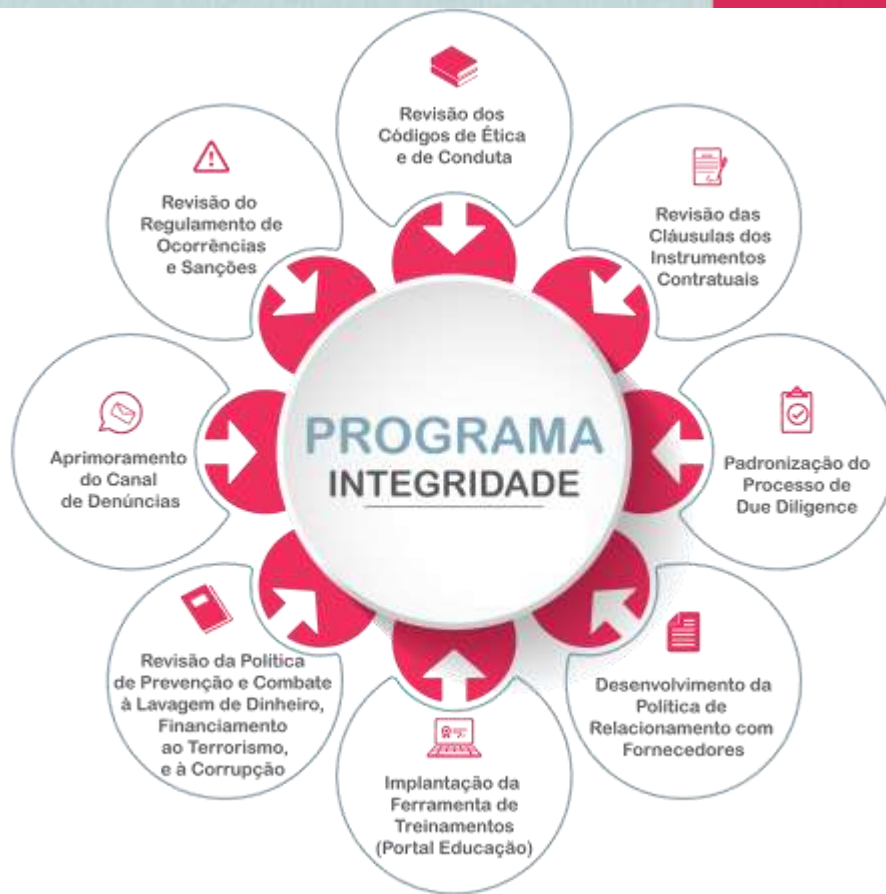 PROGRAMA
INTEGRIDADE
Revisão dos
Códigos de Ética
e de Conduta
Revisão das
Cláusulas dos
Instrumentos
Contratuais
Padronização do
Processo de
Due Diligence
Desenvolvimento da
Política de
Relacionamento com
Fornecedores
Implantação da
Ferramenta de
Treinamentos
(Portal Educação)
Revisão da Política
de Prevenção e Combate
à Lavagem de Dinheiro,
Financiamento
ao Terrorismo,
e à Corrupção
Aprimoramento
do Canal
de Denúncias
Revisão do
Regulamento de
Ocorrências
e Sanções